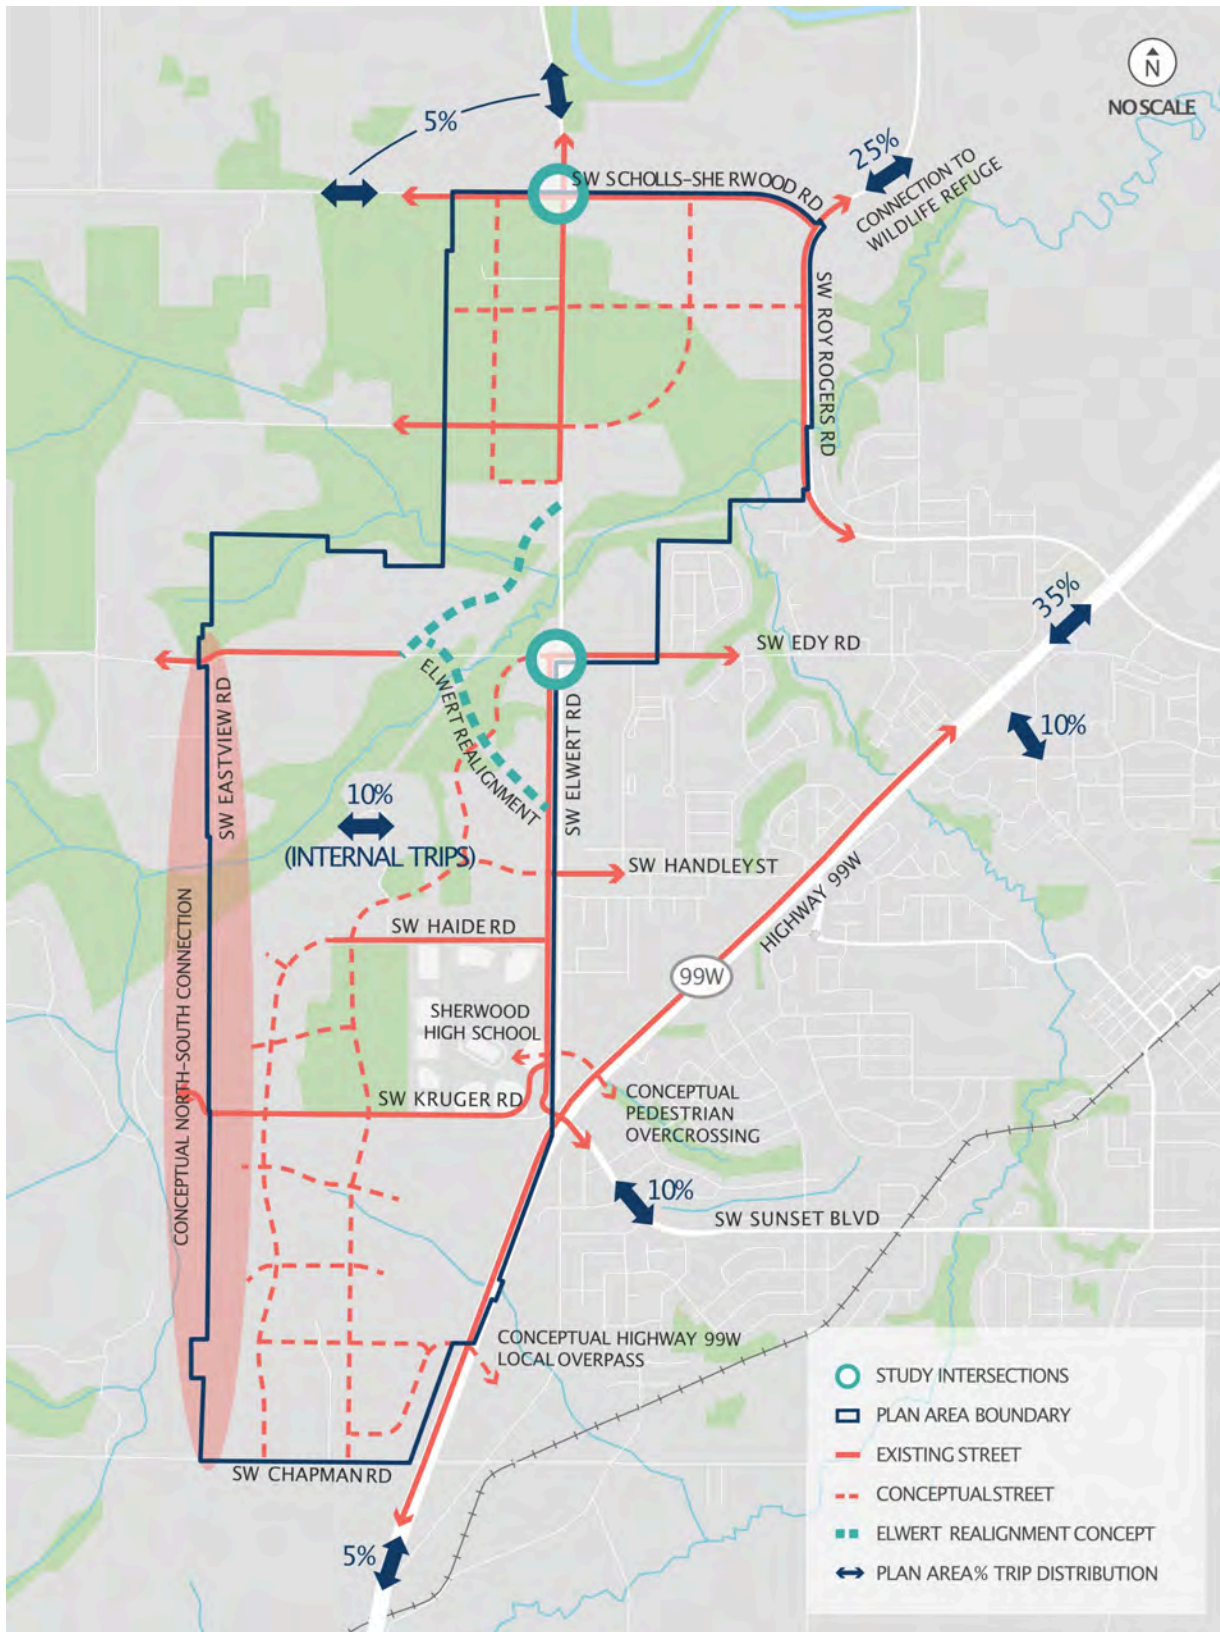 N
NO SCALE
5%
25%
CONNECTION TO
WILDLIFE REFUGE
SW SCHOLLS-SHERWOOD RD
SW ROY ROGERS RD
35%
SW EDY RD
10%
ELWERT REALIGNMENT
SW ELWERT RD
SW EASTVIEW RD
10%
(INTERNAL TRIPS)
SW HANDLEY ST
HIGHWAY 99W
SW HAIDE RD
99W
CONCEPTUAL NORTH-SOUTH CONNECTION
SHERWOOD
HIGH SCHOOL
SW KRUGER RD
CONCEPTUAL
PEDESTRIAN
OVERCROSSING
10%
SW SUNSET BLVD
CONCEPTUAL HIGHWAY 99W
LOCAL OVERPASS
SW CHAPMAN RD
5%
STUDY INTERSECTIONS
PLAN AREA BOUNDARY
EXISTING STREET
CONCEPTUAL STREET
ELWERT REALIGNMENT CONCEPT
PLAN AREA % TRIP DISTRIBUTION